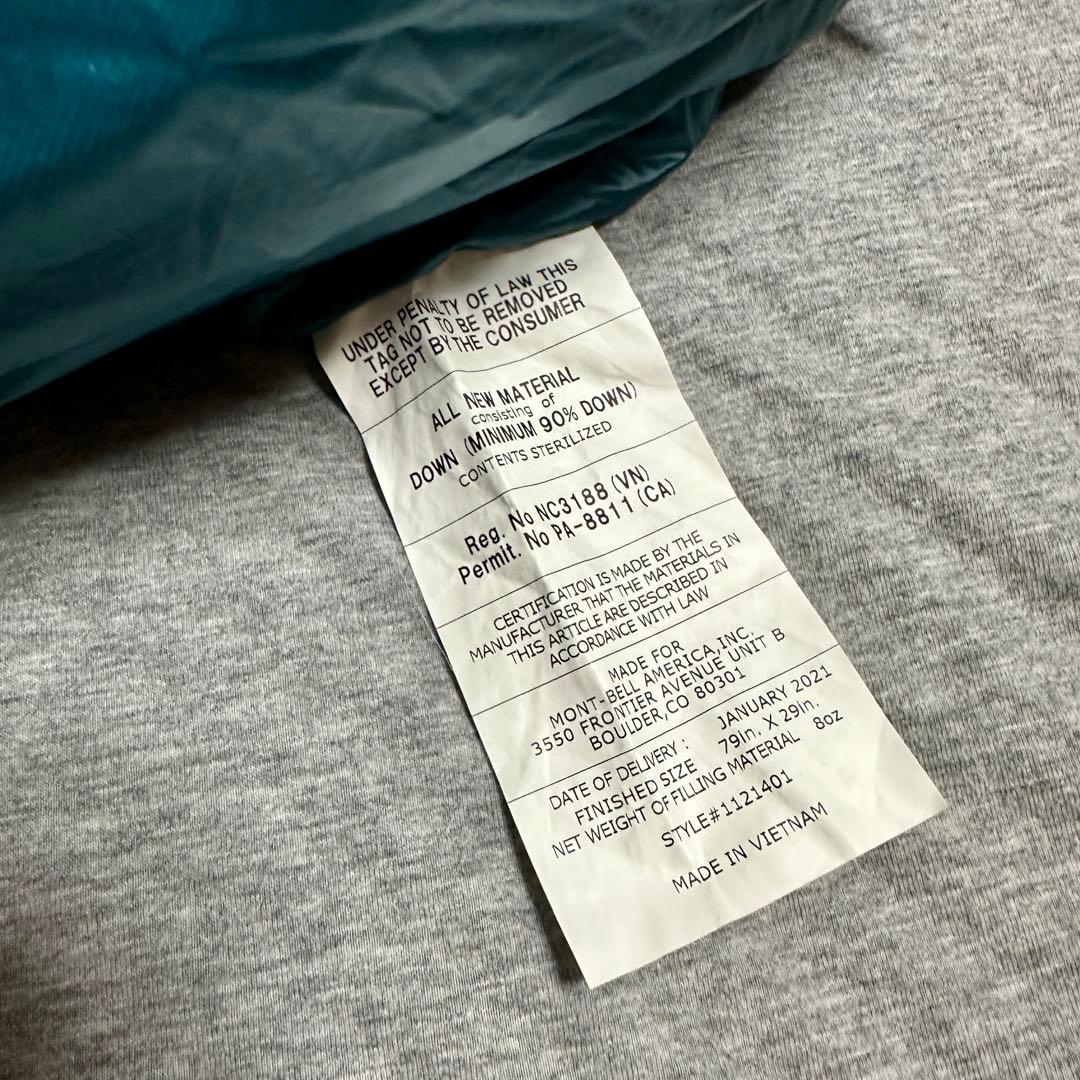 UNDER PENALTY OF LAW THIS
TAG NOT TO BE REMOVED
EXCEPT BY THE CONSUMER
ALL NEW MATERIAL
consisting of
DOWN (MINIMUM 90% DOWN)
CONTENTS STERILIZED
Reg. No NC3188 (VN)
Permit. No PA-8811 (CA)
CERTIFICATION IS MADE BY THE
MANUFACTURER THAT THE MATERIALS IN
THIS ARTICLE ARE DESCRIBED IN
ACCORDANCE WITH LAW
MADE FOR
MONT-BELL AMERICA,INC.
3550 FRONTIER AVENUE UNIT B
BOULDER,CO 80301
DATE OF DELIVERY : JANUARY 2021
FINISHED SIZE 79in. X 29in.
NET WEIGHT OF FILLING MATERIAL 8oz
STYLE#1121401
MADE IN VIETNAM